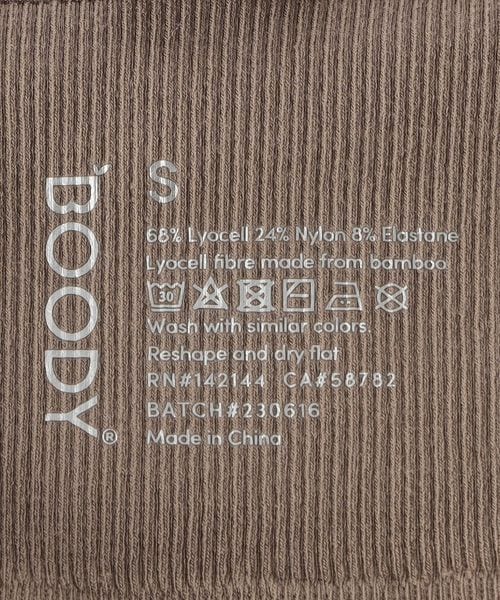 BOODY®
S
68% Lyocell 24% Nylon 8% Elastane
Lyocell fibre made from bamboo
30°
Wash with similar colors.
Reshape and dry flat
RN#142144 CA#58782
BATCH#230616
Made in China